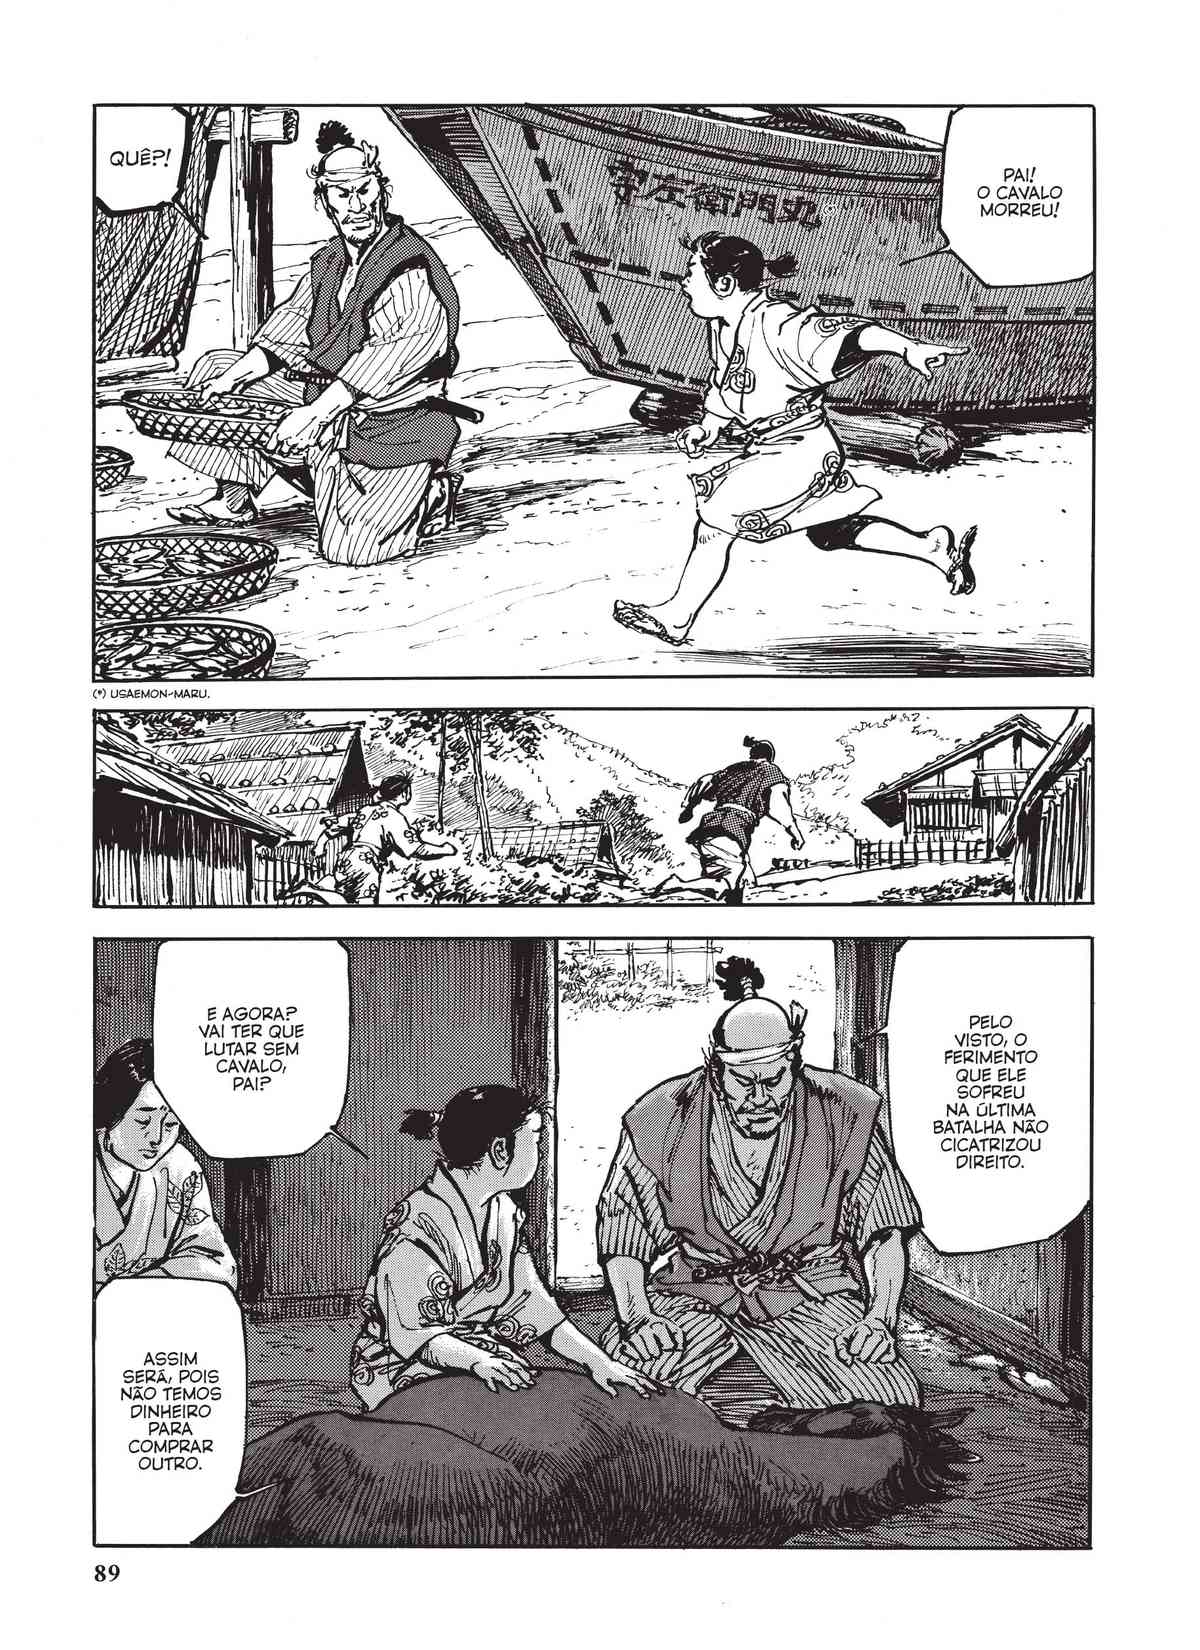 PAI!
O CAVALO
MORREU!
宇左衛門丸
QUÊ?!
(*) USAEMON-MARU.
PELO
VISTO, O
FERIMENTO
QUE ELE
SOFREU
NA ÚLTIMA
BATALHA NÃO
CICATRIZOU
DIREITO.
E AGORA?
VAI TER QUE
LUTAR SEM
CAVALO,
PAI?
ASSIM
SERÁ, POIS
NÃO TEMOS
DINHEIRO
PARA
COMPRAR
OUTRO.
89